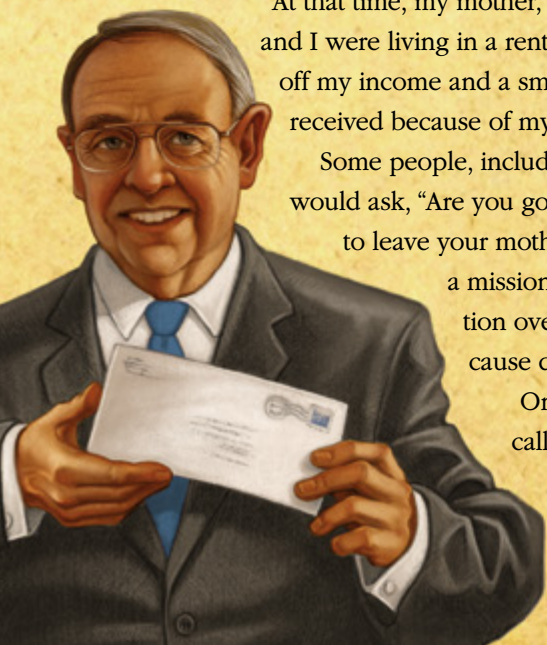 At that time, my mother,
and I were living in a rent
off my income and a sm
received because of my
Some people, includ
would ask, “Are you go
to leave your moth
a mission
tion ove
cause
Or
call